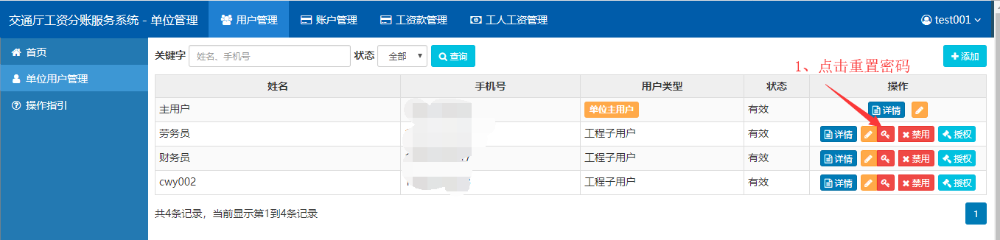 交通厅工资分账服务系统 - 单位管理 用户管理 账户管理 工资款管理 工人工资管理 test001
首页
单位用户管理
操作指引
关键字 姓名、手机号 状态 全部 查询 添加
1、点击重置密码
姓名 手机号 用户类型 状态 操作
主用户 单位主用户 有效 详情
劳务员 工程子用户 有效 详情 禁用 授权
财务员 工程子用户 有效 详情 禁用 授权
cwy002 工程子用户 有效 详情 禁用 授权
共4条记录，当前显示第1到4条记录 1